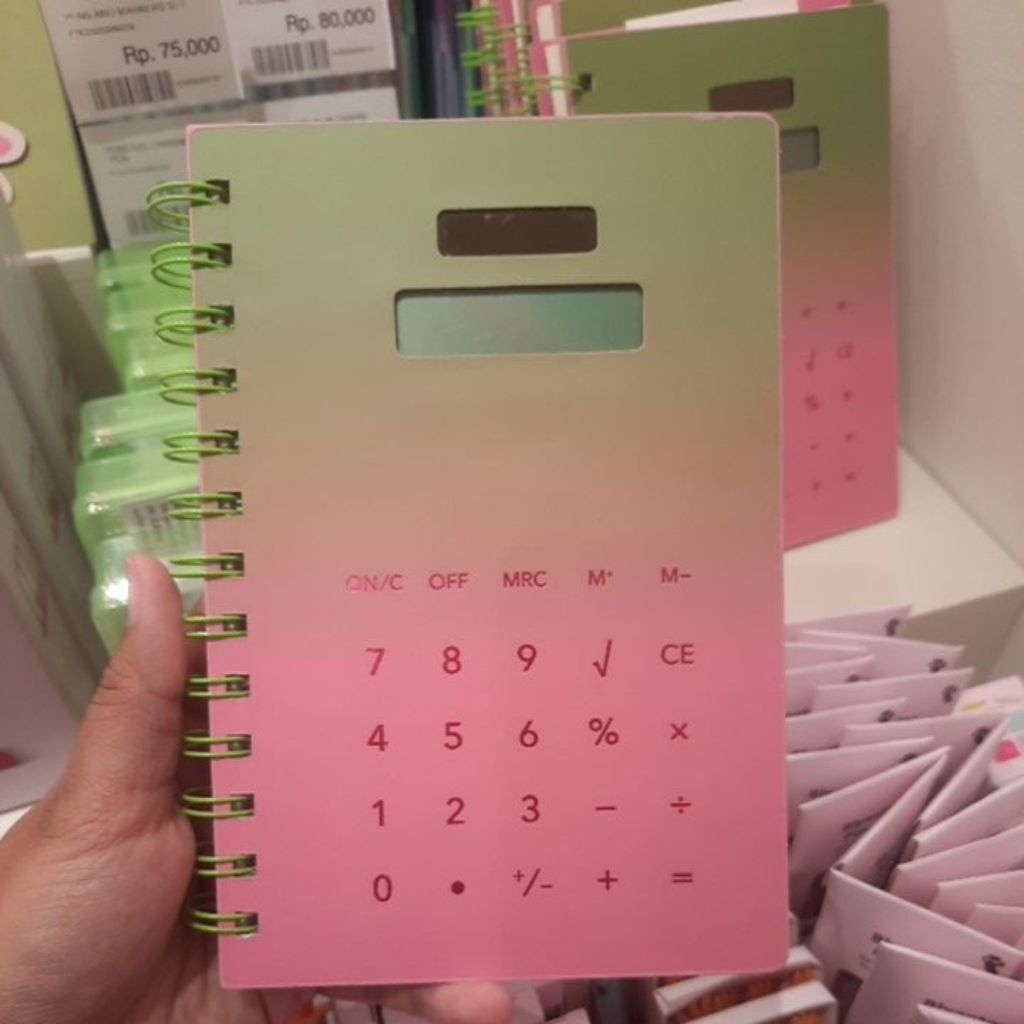 Rp. 75,000
Rp. 80,000
ON/C OFF MRC M+ M−
7 8 9 √ CE
4 5 6 % ×
1 2 3 − ÷
0 • +/− + =
√ CE
%